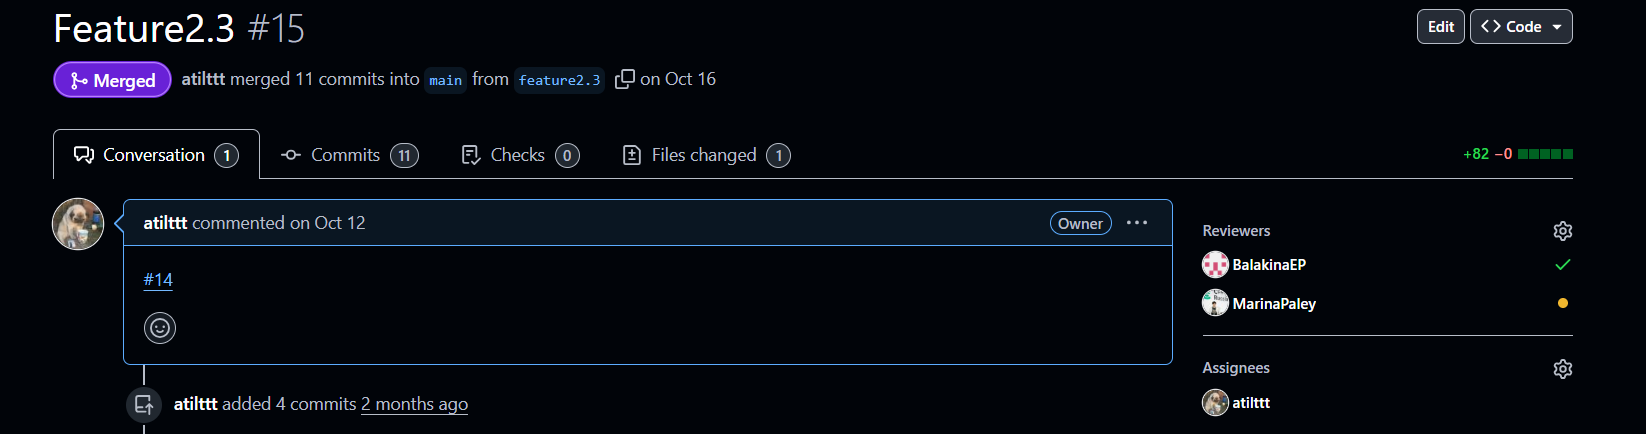 Feature2.3 #15
Edit
Code
Merged
atilttt merged 11 commits into main from feature2.3 on Oct 16
Conversation 1
Commits 11
Checks 0
Files changed 1
+82 −0
atilttt commented on Oct 12
Owner
#14
atilttt added 4 commits 2 months ago
Reviewers
BalakinaEP
MarinaPaley
Assignees
atilttt